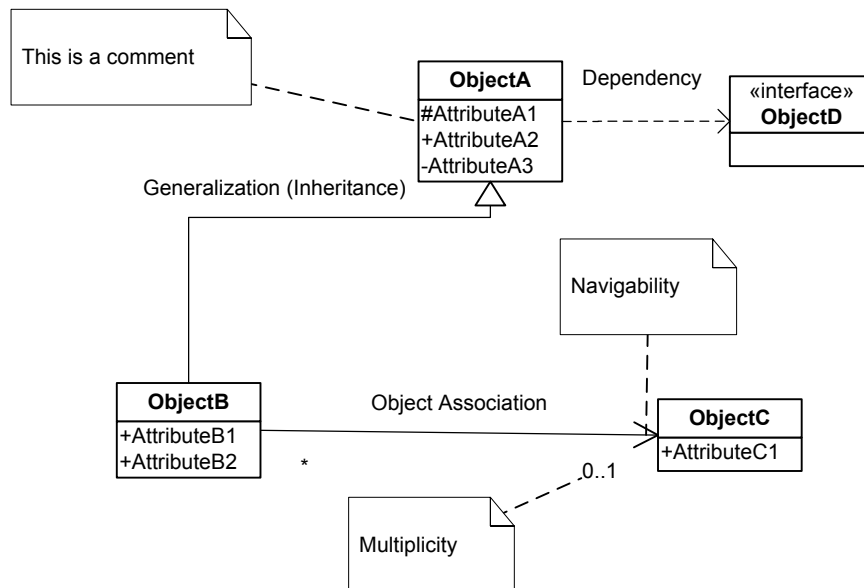 This is a comment
ObjectA
#AttributeA1
+AttributeA2
-AttributeA3
Dependency
«interface»
ObjectD
Generalization (Inheritance)
Navigability
ObjectB
+AttributeB1
+AttributeB2
Object Association
*
ObjectC
+AttributeC1
0..1
Multiplicity